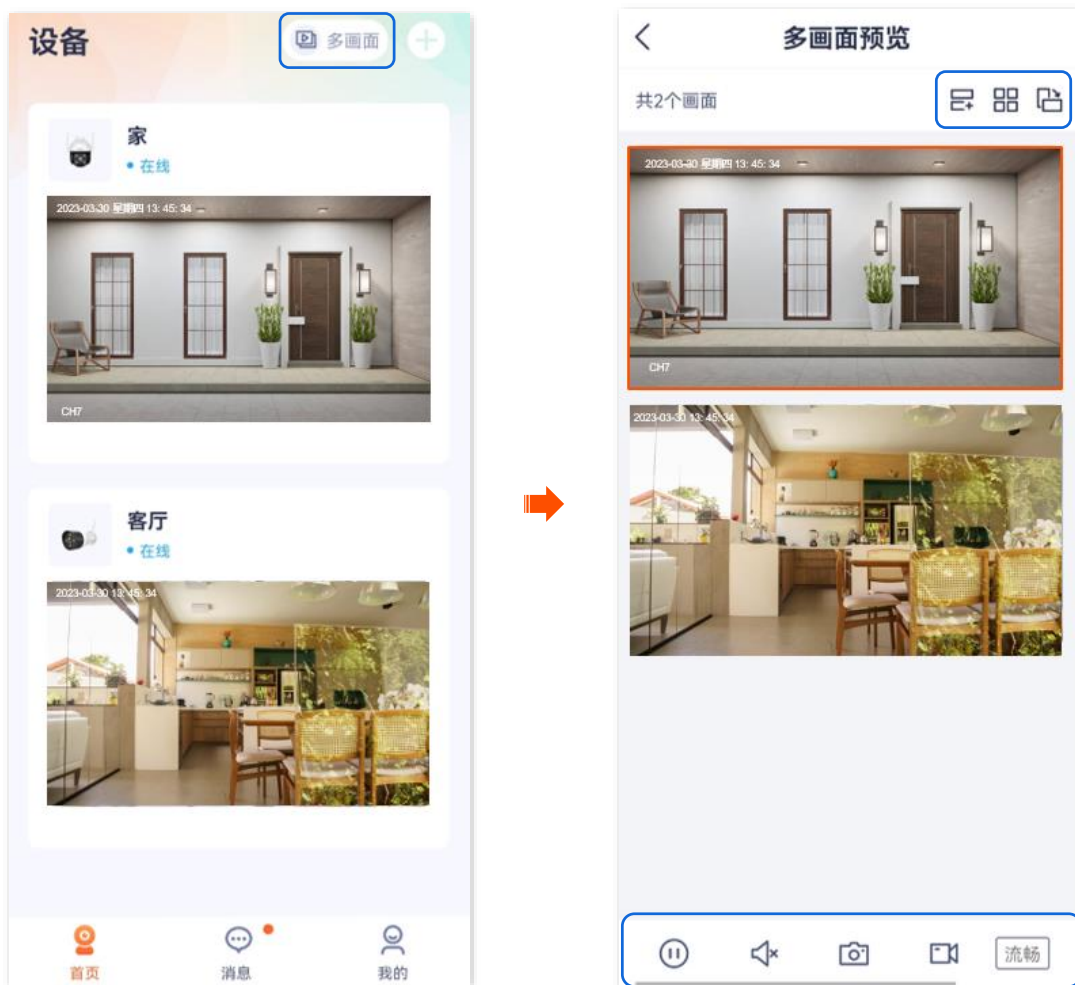 设备
多画面
家
在线
2023-03-30 星期四 13: 45: 34
CH7
客厅
在线
2023-03-30 13: 45: 34
首页
消息
我的
多画面预览
共2个画面
2023-03-30 星期四 13: 45: 34
CH7
2023-03-30 13: 45: 34
流畅